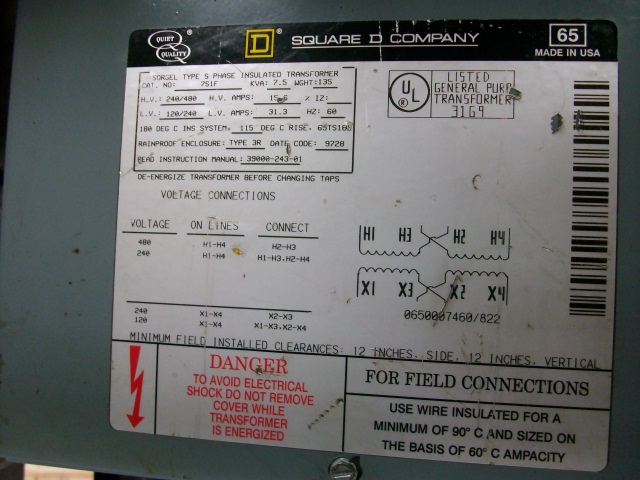 QUIET QUALITY
D
SQUARE D COMPANY
65
MADE IN USA
SORGEL TYPE S PHASE INSULATED TRANSFORMER
CAT. NO: 7S1F KVA: 7.5 WGHT: 135
H.V.: 240/480 H.V. AMPS: % IZ:
L.V.: 120/240 L.V. AMPS: 31.3 HZ: 60
180 DEG C INS SYSTEM, 115 DEG C RISE,
RAINPROOF ENCLOSURE: TYPE 3R DATE CODE: 9728
READ INSTRUCTION MANUAL: 39000-243-01
UL
LISTED
GENERAL PURP
TRANSFORMER
3169
DE-ENERGIZE TRANSFORMER BEFORE CHANGING TAPS
VOLTAGE CONNECTIONS
VOLTAGE ON LINES CONNECT
480 H1-H4 H2-H3
240 H1-H4 H1-H3,H2-H4
240 X1-X4 X2-X3
120 X1-X4 X1-X3,X2-X4
H1 H3 H2 H4
X1 X3 X2 X4
0650007460/822
MINIMUM FIELD INSTALLED CLEARANCES: 12 INCHES, SIDE, 12 INCHES, VERTICAL
DANGER
TO AVOID ELECTRICAL
SHOCK DO NOT REMOVE
COVER WHILE
TRANSFORMER
IS ENERGIZED
FOR FIELD CONNECTIONS
USE WIRE INSULATED FOR A
MINIMUM OF 90° C AND SIZED ON
THE BASIS OF 60° C AMPACITY